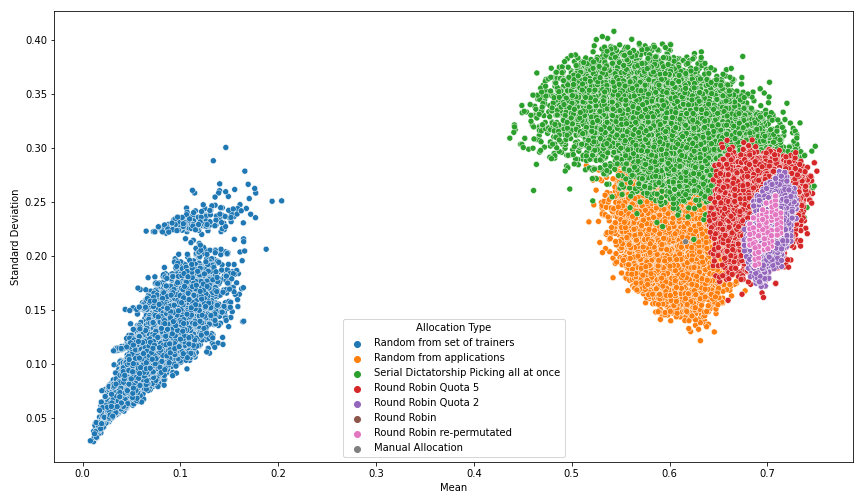 0.40
0.35
0.30
0.25
0.20
0.15
0.10
0.05
Standard Deviation
Allocation Type
Random from set of trainers
Random from applications
Serial Dictatorship Picking all at once
Round Robin Quota 5
Round Robin Quota 2
Round Robin
Round Robin re-permutated
Manual Allocation
0.0 0.1 0.2 0.3 0.4 0.5 0.6 0.7
Mean